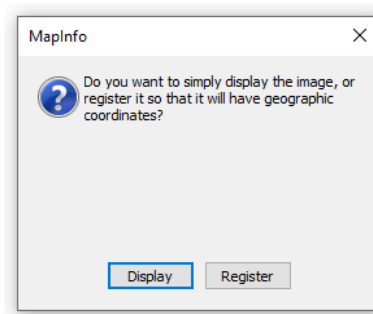 MapInfo
Do you want to simply display the image, or
register it so that it will have geographic
coordinates?
Display
Register